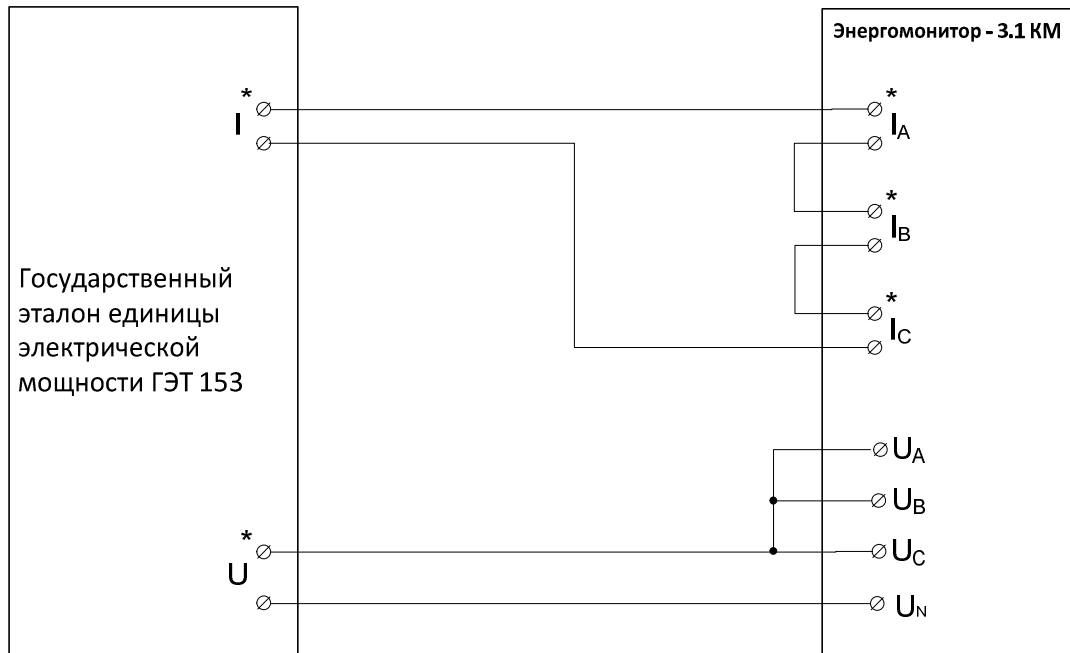 Энергомонитор - 3.1 КМ
*
I
*
IA
*
IB
*
IC
Государственный
эталон единицы
электрической
мощности ГЭТ 153
UA
UB
*
U
UC
UN